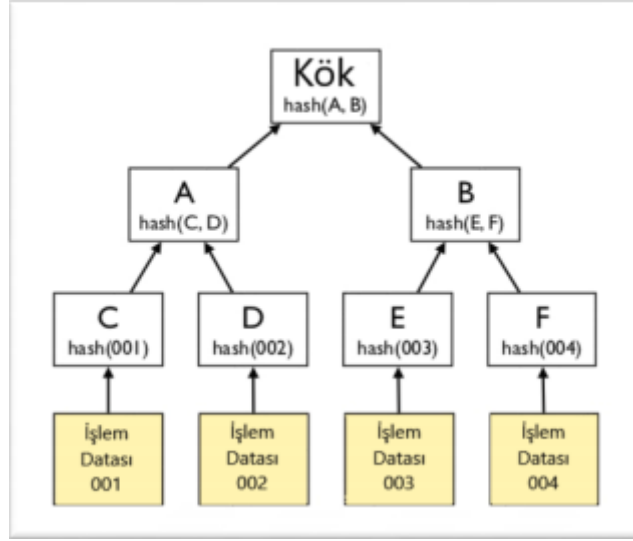 Kök
hash(A, B)
A
hash(C, D)
B
hash(E, F)
C
hash(001)
D
hash(002)
E
hash(003)
F
hash(004)
İşlem
Datası
001
İşlem
Datası
002
İşlem
Datası
003
İşlem
Datası
004